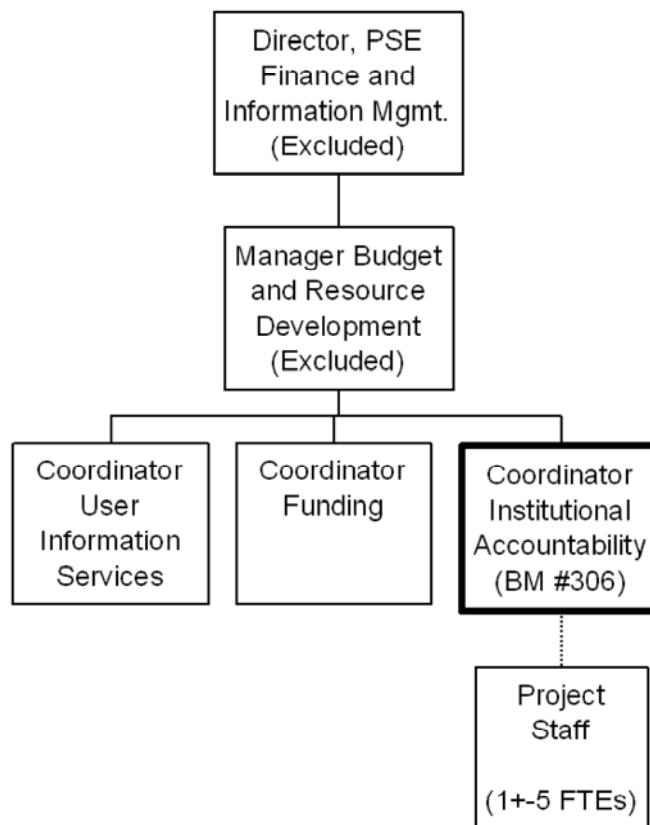 Director, PSE
Finance and
Information Mgmt.
(Excluded)
Manager Budget
and Resource
Development
(Excluded)
Coordinator
User
Information
Services
Coordinator
Funding
Coordinator
Institutional
Accountability
(BM #306)
Project
Staff
(1+-5 FTEs)